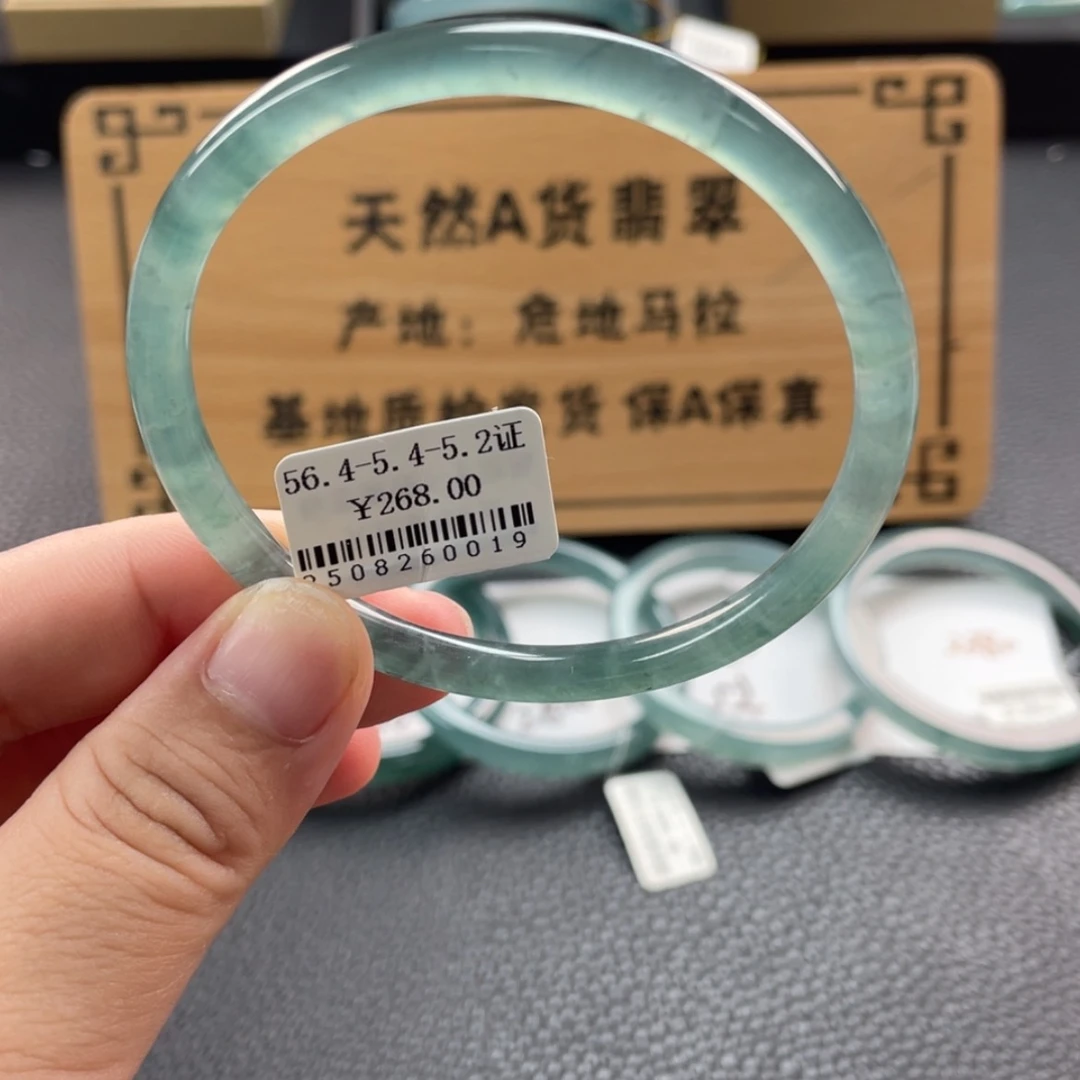 天然A货翡翠
产地：危地马拉
基地质检出货 保A保真
56.4-5.4-5.2证
¥268.00
2508260019